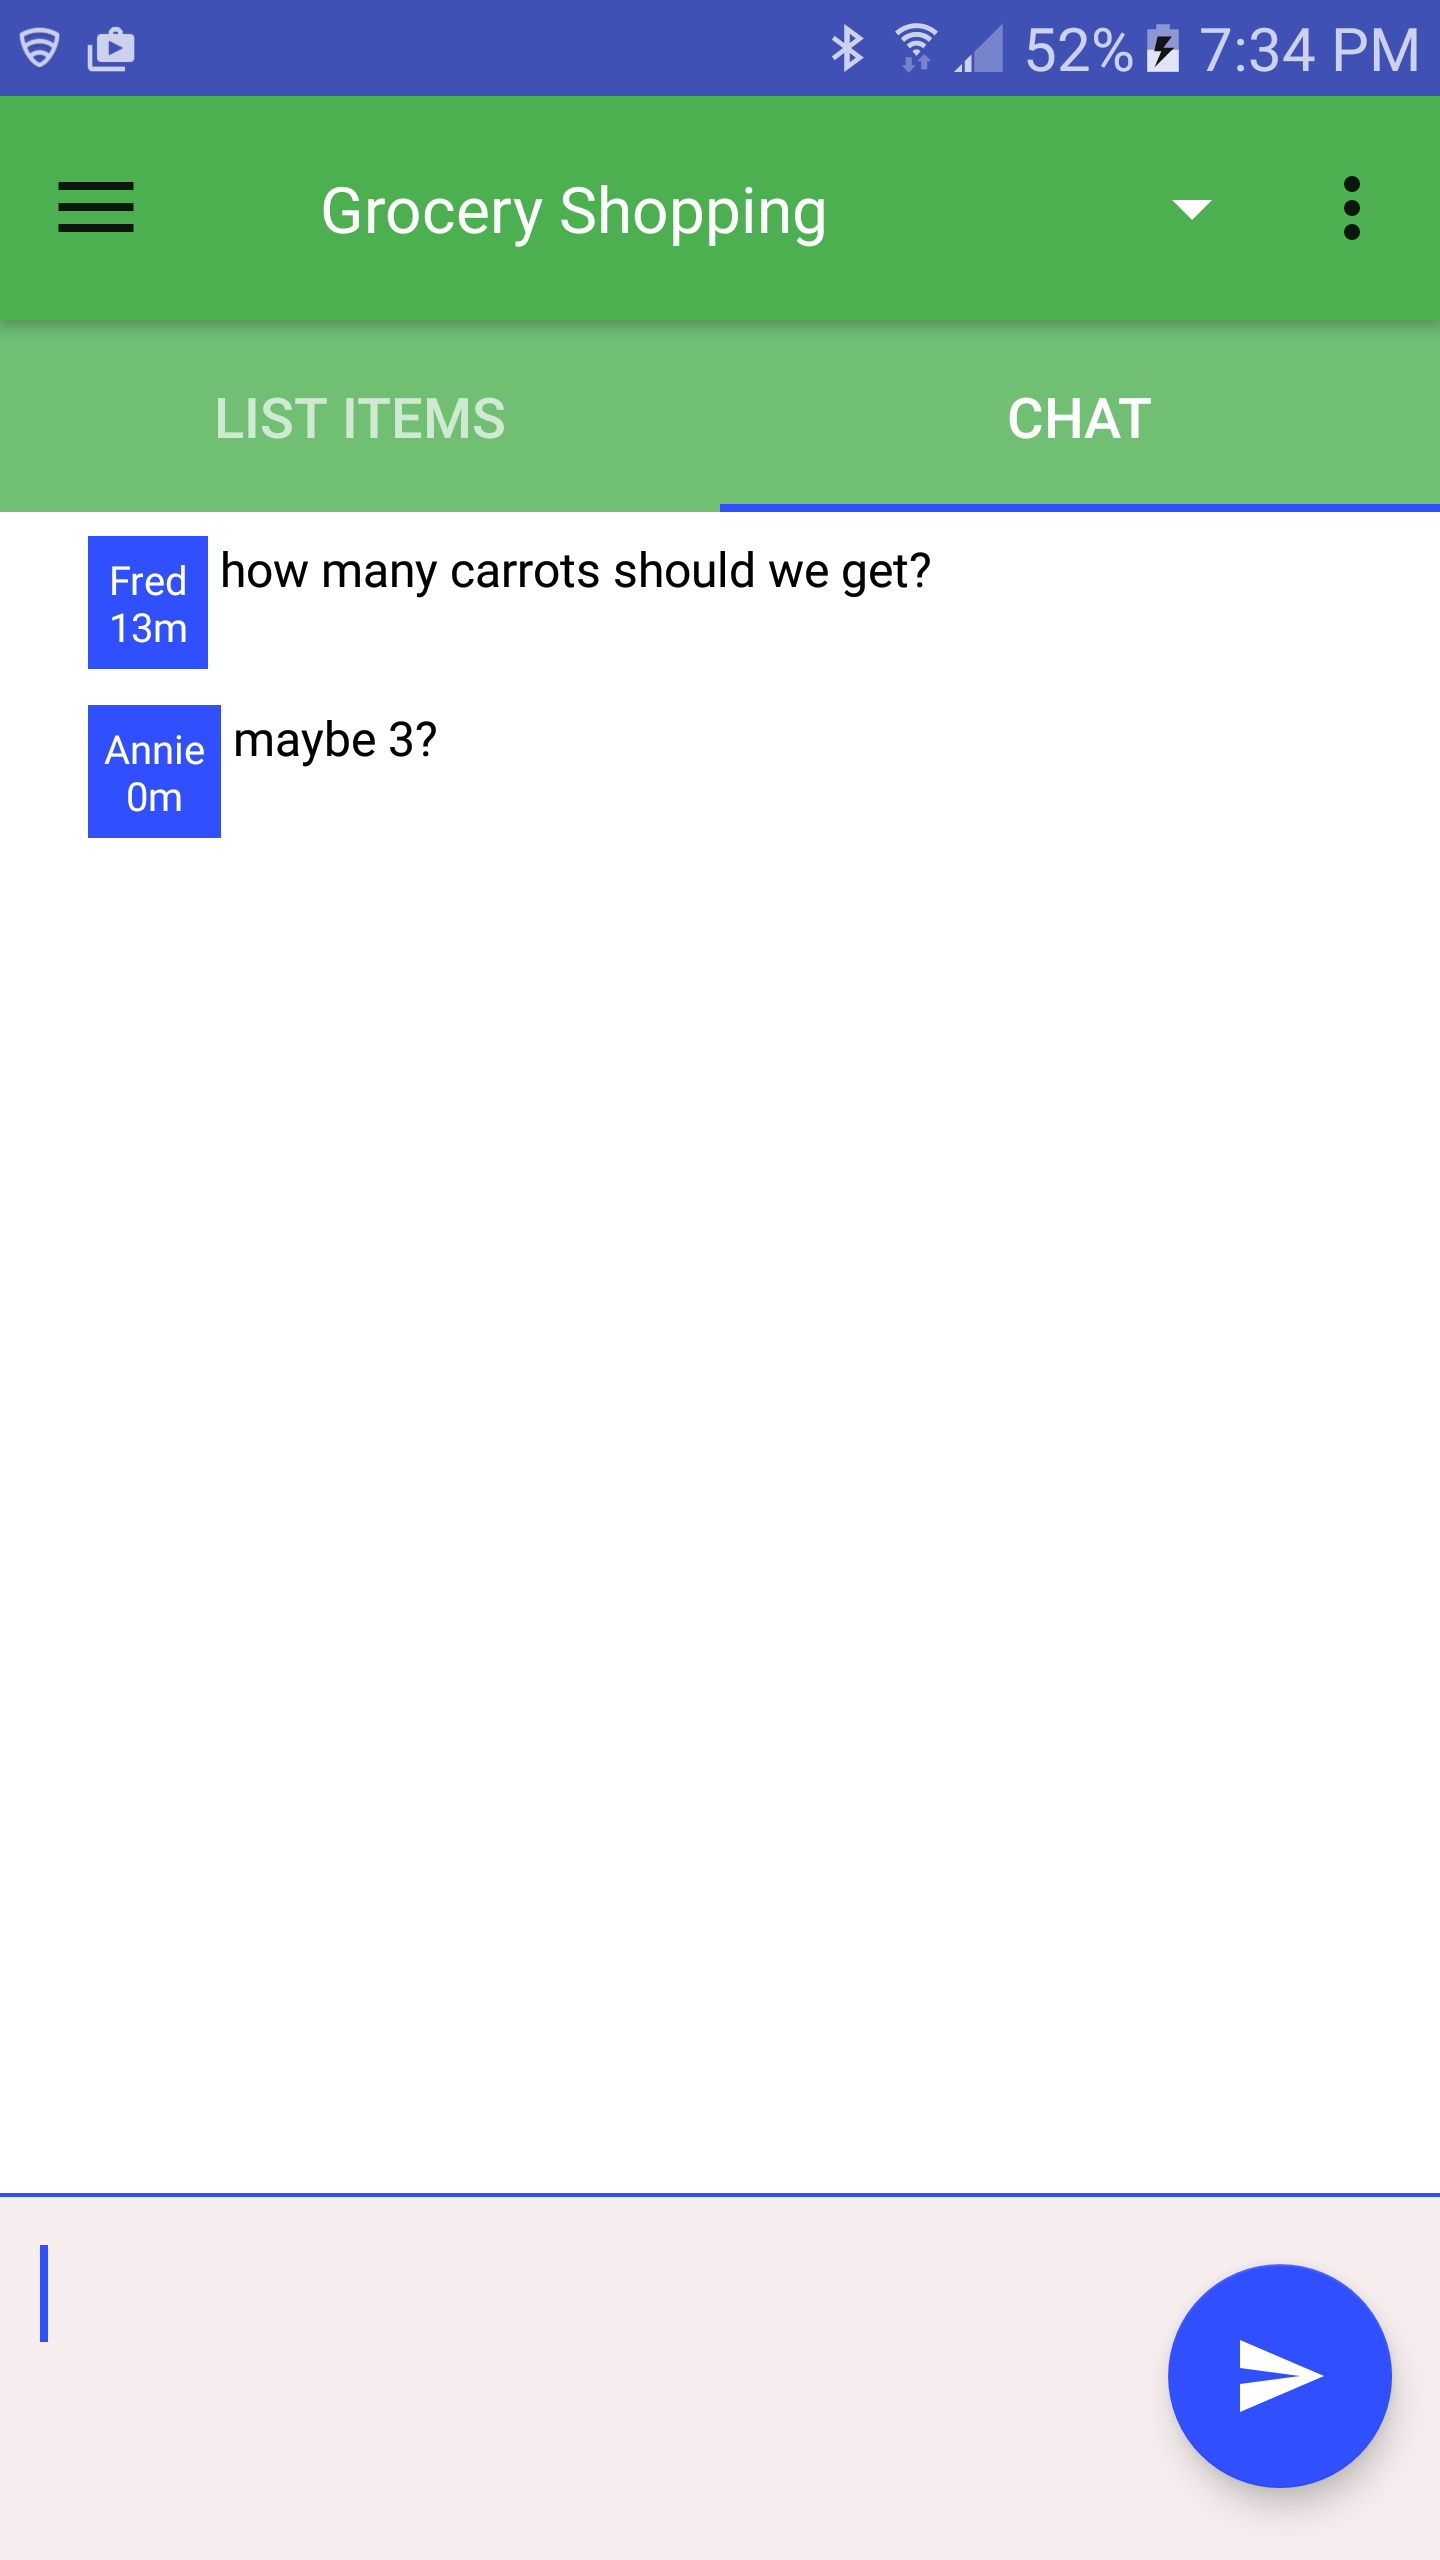 52% 7:34 PM
Grocery Shopping
LIST ITEMS CHAT
Fred how many carrots should we get?
13m
Annie maybe 3?
0m